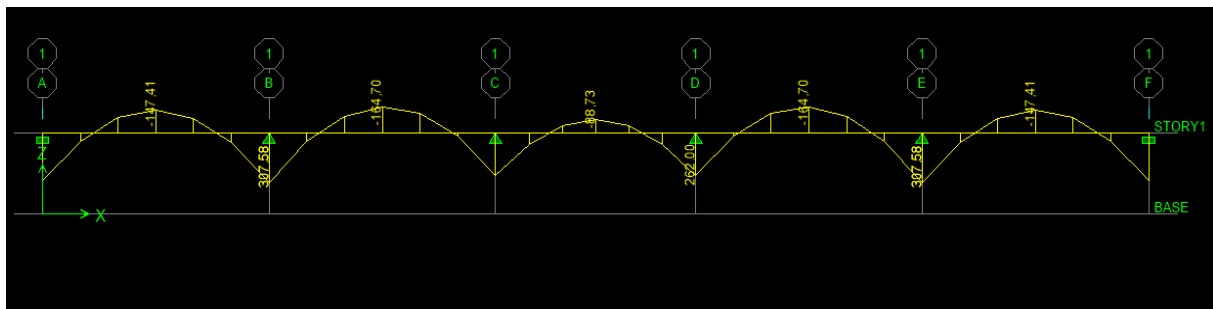 1 1 1 1 1 1
A B C D E F
-147,41 -164,70 -88,73 -164,70 -147,41
STORY1
Z
307,58 262,00 307,58
X
BASE